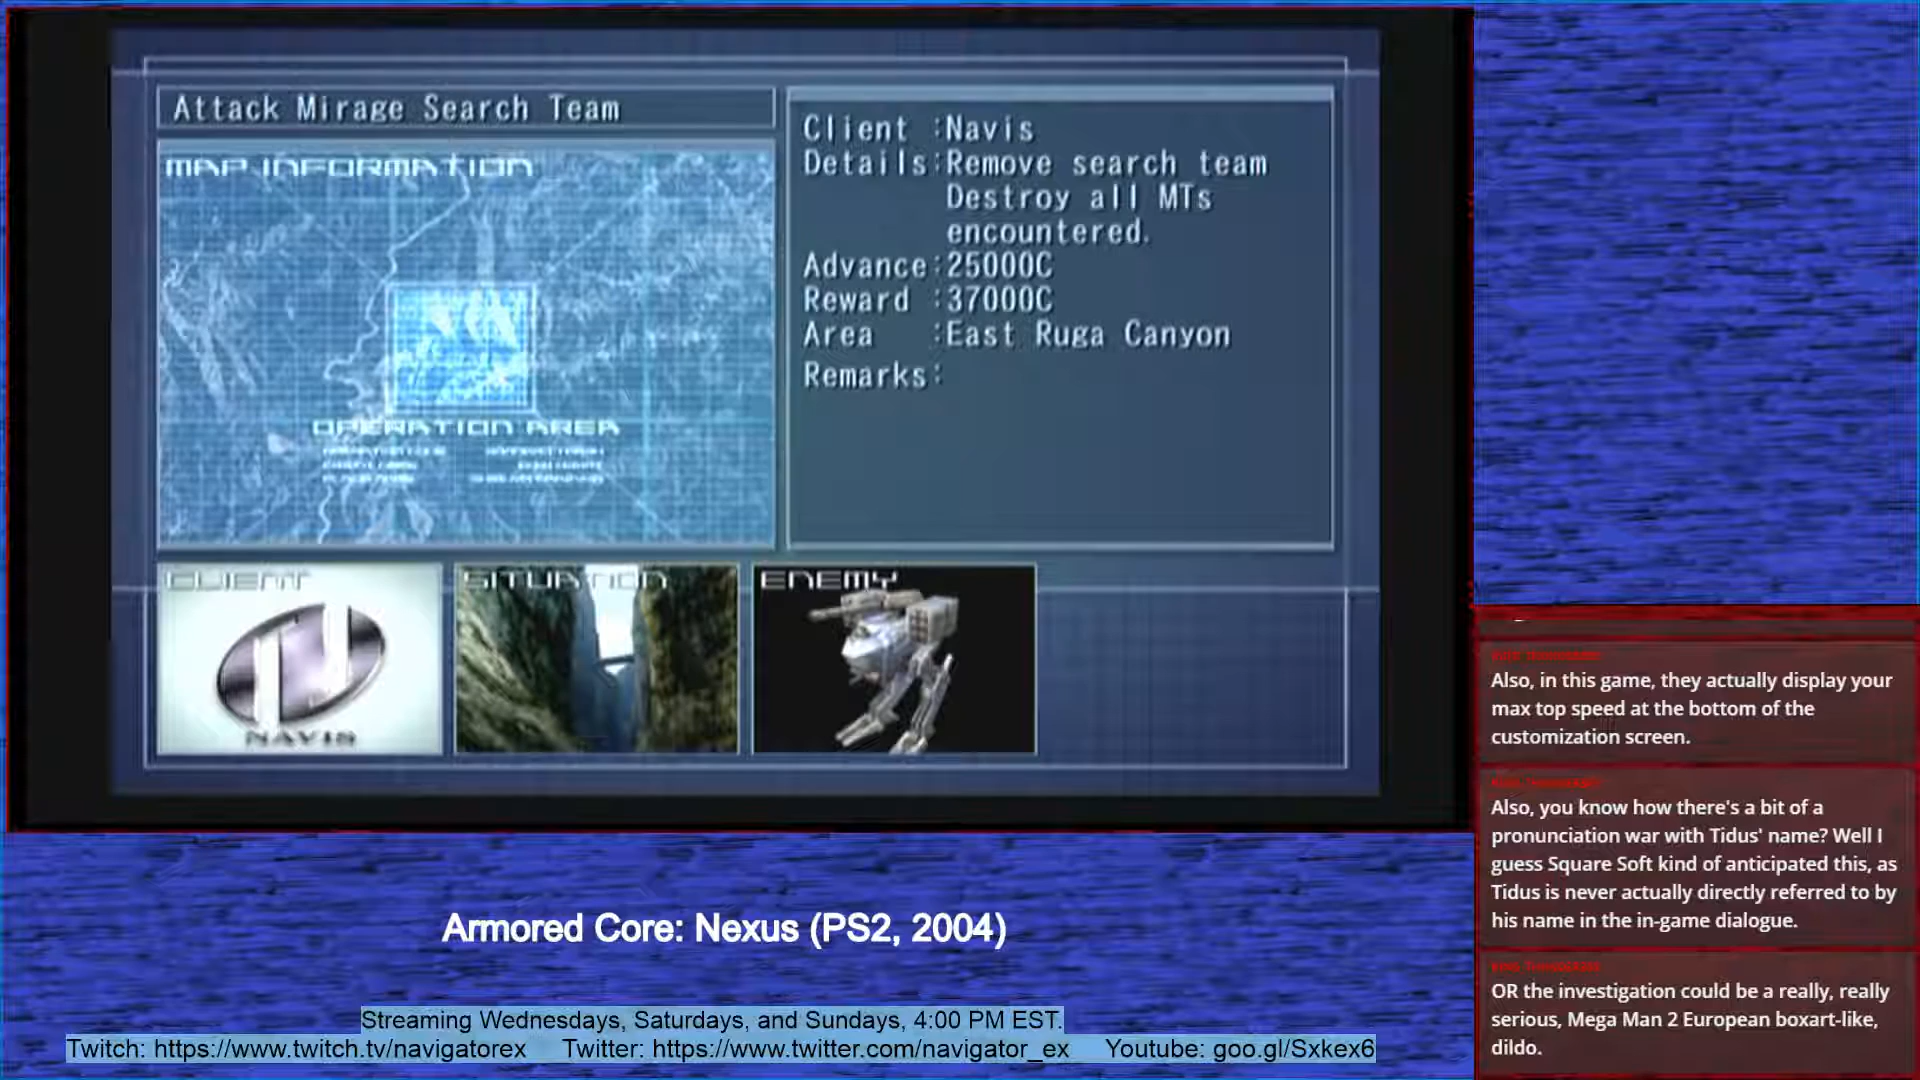 Attack Mirage Search Team
MAP INFORMATION
OPERATION AREA
Client :Navis
Details:Remove search team
Destroy all MTs
encountered.
Advance:25000C
Reward :37000C
Area :East Ruga Canyon
Remarks:
CLIENT
NAVIS
SITUATION
ENEMY
Also, in this game, they actually display your
max top speed at the bottom of the
customization screen.
Also, you know how there's a bit of a
pronunciation war with Tidus' name? Well I
guess Square Soft kind of anticipated this, as
Tidus is never actually directly referred to by
his name in the in-game dialogue.
OR the investigation could be a really, really
serious, Mega Man 2 European boxart-like,
dildo.
Armored Core: Nexus (PS2, 2004)
Streaming Wednesdays, Saturdays, and Sundays, 4:00 PM EST.
Twitch: https://www.twitch.tv/navigatorex Twitter: https://www.twitter.com/navigator_ex Youtube: goo.gl/Sxkex6